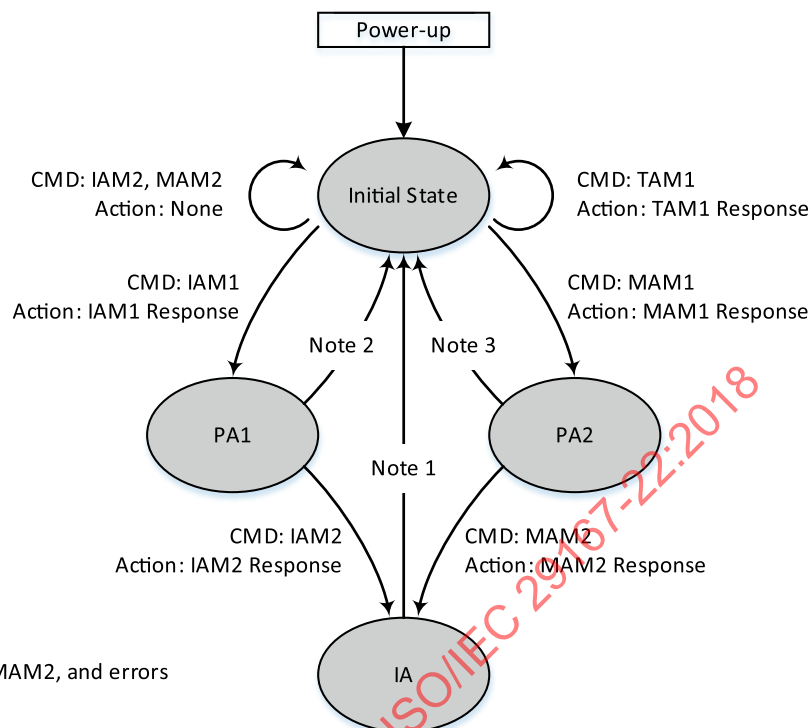 Power-up
Initial State
CMD: IAM2, MAM2
Action: None
CMD: TAM1
Action: TAM1 Response
CMD: IAM1
Action: IAM1 Response
CMD: MAM1
Action: MAM1 Response
Note 2
Note 3
PA1
PA2
Note 1
CMD: IAM2
Action: IAM2 Response
CMD: MAM2
Action: MAM2 Response
MAM2, and errors
IA
ISO/IEC 29167-22:2018